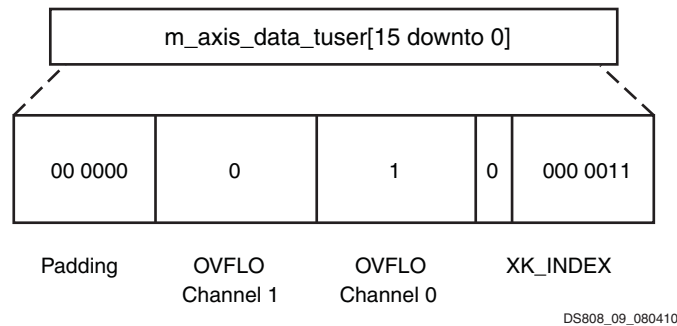 m_axis_data_tuser[15 downto 0]
00 0000 0 1 0 000 0011
Padding OVFLO OVFLO XK_INDEX
Channel 1 Channel 0
DS808_09_080410